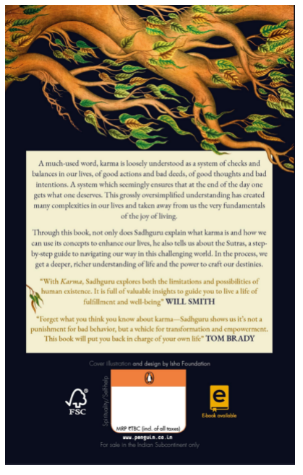 A much-used word, karma is loosely understood as a system of checks and
balances in our lives, of good actions and bad deeds, of good thoughts and bad
intentions. A system which seemingly ensures that at the end of the day one
gets what one deserves. This grossly oversimplified understanding has created
many complexities in our lives and taken away from us the very fundamentals
of the joy of living.
Through this book, not only does Sadhguru explain what karma is and how we
can use its concepts to enhance our lives, he also tells us about the Sutras, a step-
by-step guide to navigating our way in this challenging world. In the process, we
get a deeper, richer understanding of life and the power to craft our destinies.
"With Karma, Sadhguru explores both the limitations and possibilities of
human existence. It is full of valuable insights to guide you to live a life of
fulfillment and well-being" WILL SMITH
"Forget what you think you know about karma—Sadhguru shows us it's not a
punishment for bad behavior, but a vehicle for transformation and empowerment.
This book will put you back in charge of your own life" TOM BRADY
Cover illustration and design by Isha Foundation
FSC
Spirituality/Self-help
MRP ₹TBC (incl. of all taxes)
www.penguin.co.in
For sale in the Indian Subcontinent only
e
Ebook available